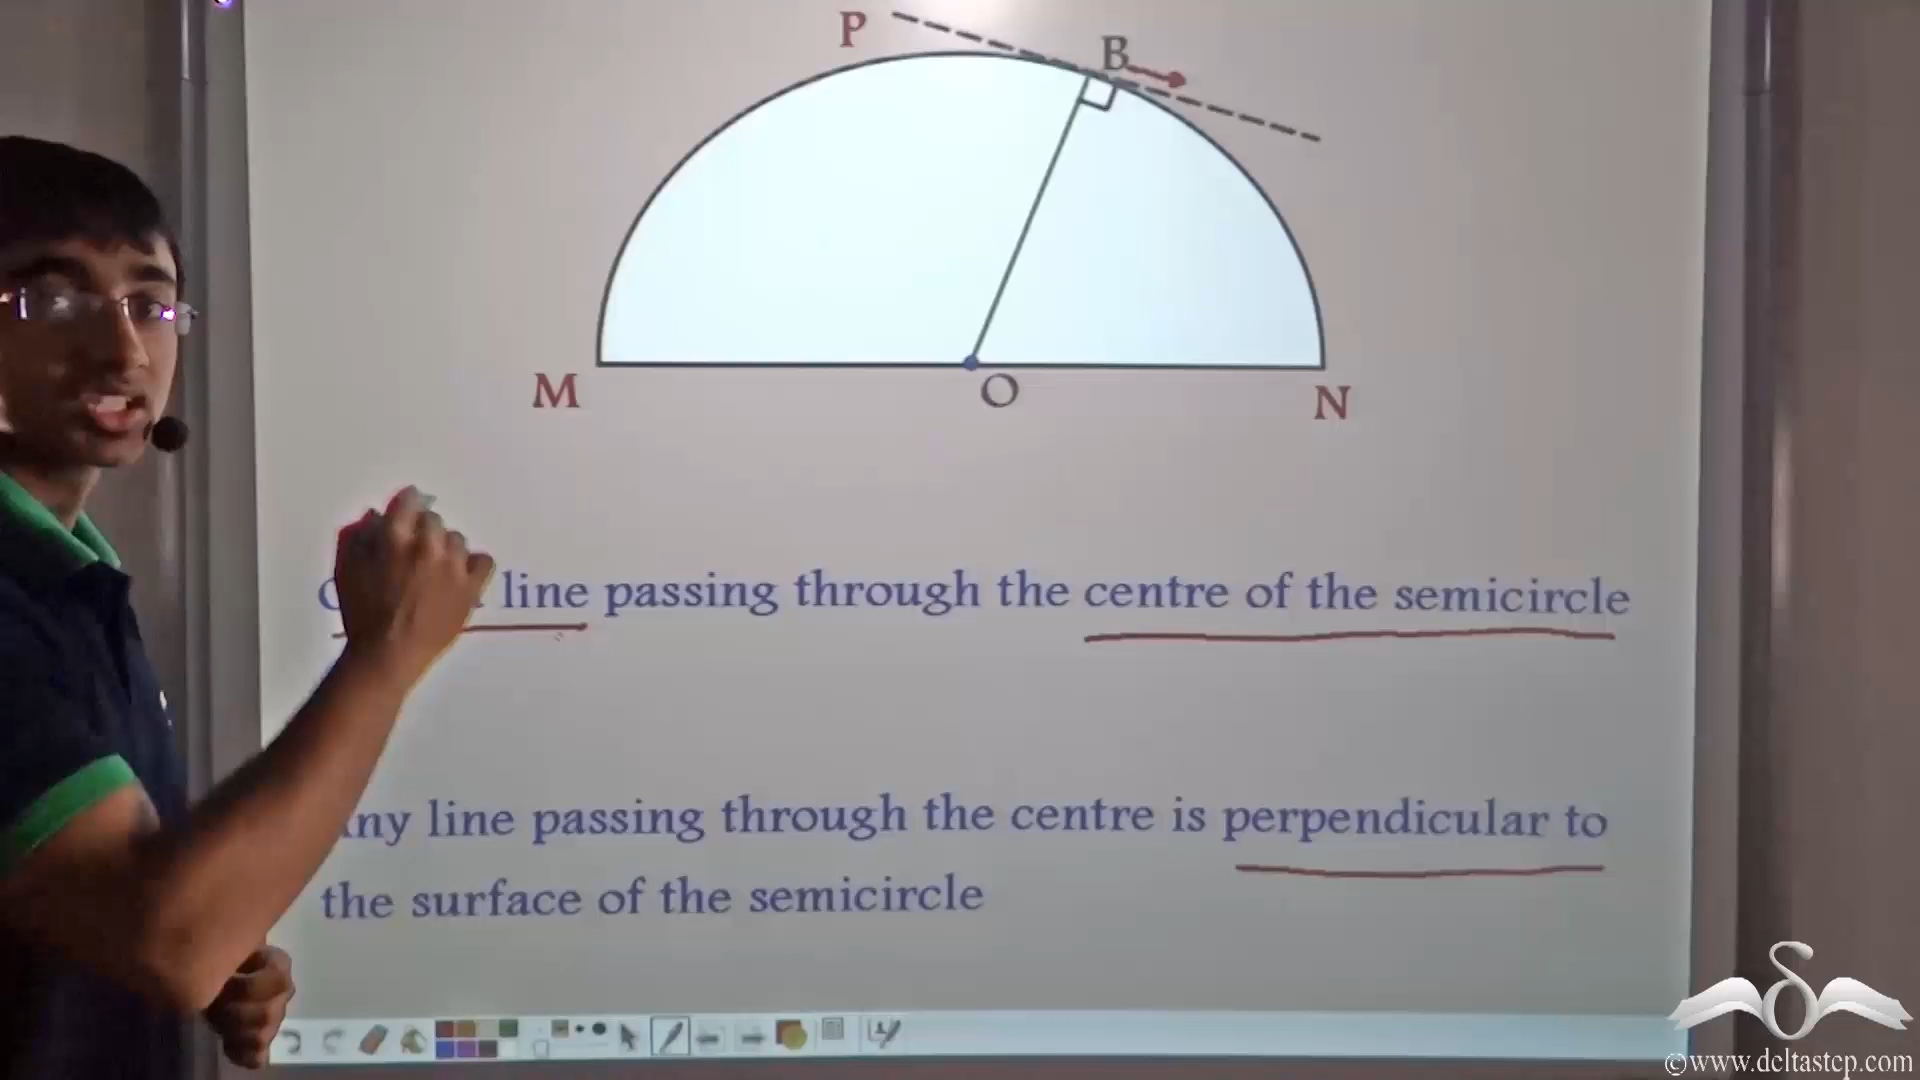 P
B
M
O
N
line passing through the centre of the semicircle
Any line passing through the centre is perpendicular to
the surface of the semicircle
©www.deltastep.com